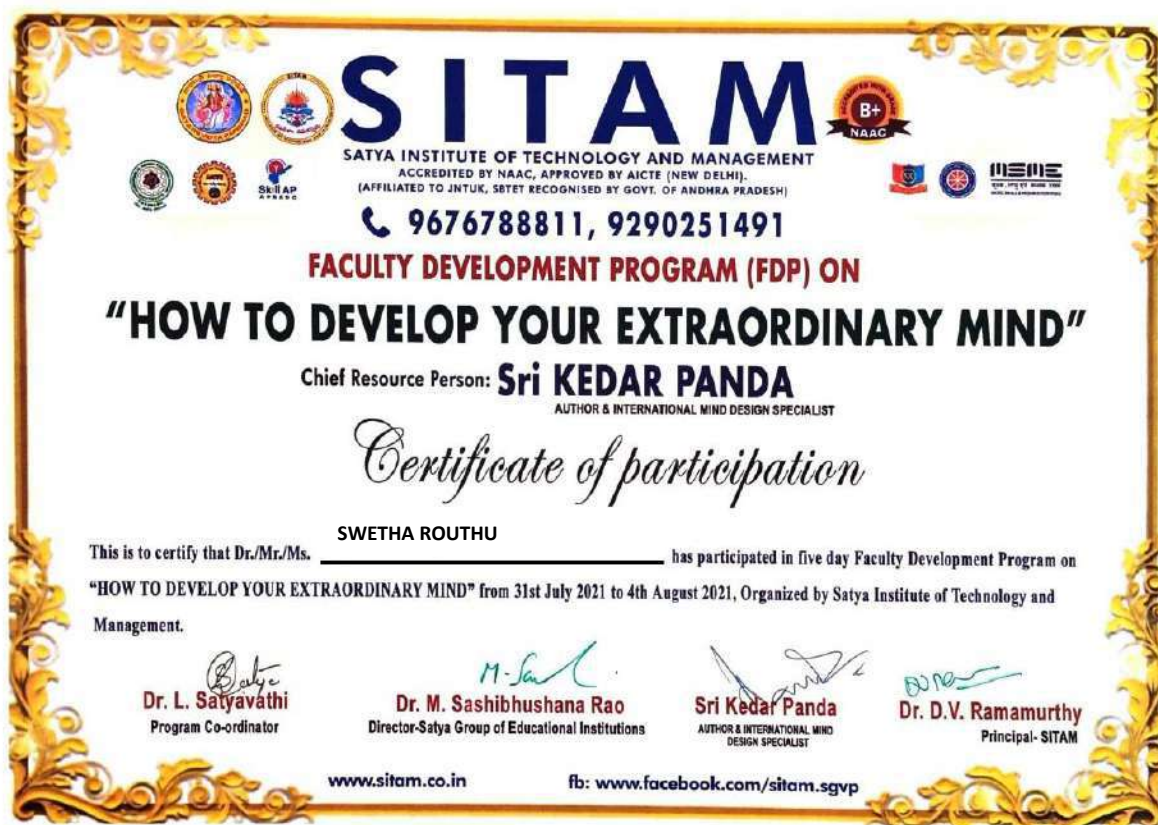 SITAM
B+
NAAC
SATYA INSTITUTE OF TECHNOLOGY AND MANAGEMENT
ACCREDITED BY NAAC, APPROVED BY AICTE (NEW DELHI).
(AFFILIATED TO JNTUK, SBTET RECOGNISED BY GOVT. OF ANDHRA PRADESH)
Skill AP
MSME
9676788811, 9290251491
FACULTY DEVELOPMENT PROGRAM (FDP) ON
"HOW TO DEVELOP YOUR EXTRAORDINARY MIND"
Chief Resource Person: Sri KEDAR PANDA
AUTHOR & INTERNATIONAL MIND DESIGN SPECIALIST
Certificate of participation
SWETHA ROUTHU
This is to certify that Dr./Mr./Ms. has participated in five day Faculty Development Program on
"HOW TO DEVELOP YOUR EXTRAORDINARY MIND" from 31st July 2021 to 4th August 2021, Organized by Satya Institute of Technology and
Management.
Dr. L. Satyavathi
Program Co-ordinator
Dr. M. Sashibhushana Rao
Director-Satya Group of Educational Institutions
Sri Kedar Panda
AUTHOR & INTERNATIONAL MIND
DESIGN SPECIALIST
Dr. D.V. Ramamurthy
Principal- SITAM
www.sitam.co.in
fb: www.facebook.com/sitam.sgvp